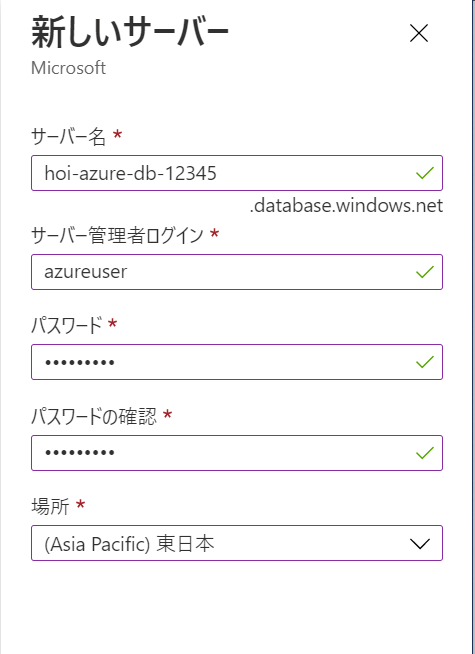 新しいサーバー
Microsoft
サーバー名 *
hoi-azure-db-12345
.database.windows.net
サーバー管理者ログイン *
azureuser
パスワード *
•••••••••
パスワードの確認 *
•••••••••
場所 *
(Asia Pacific) 東日本